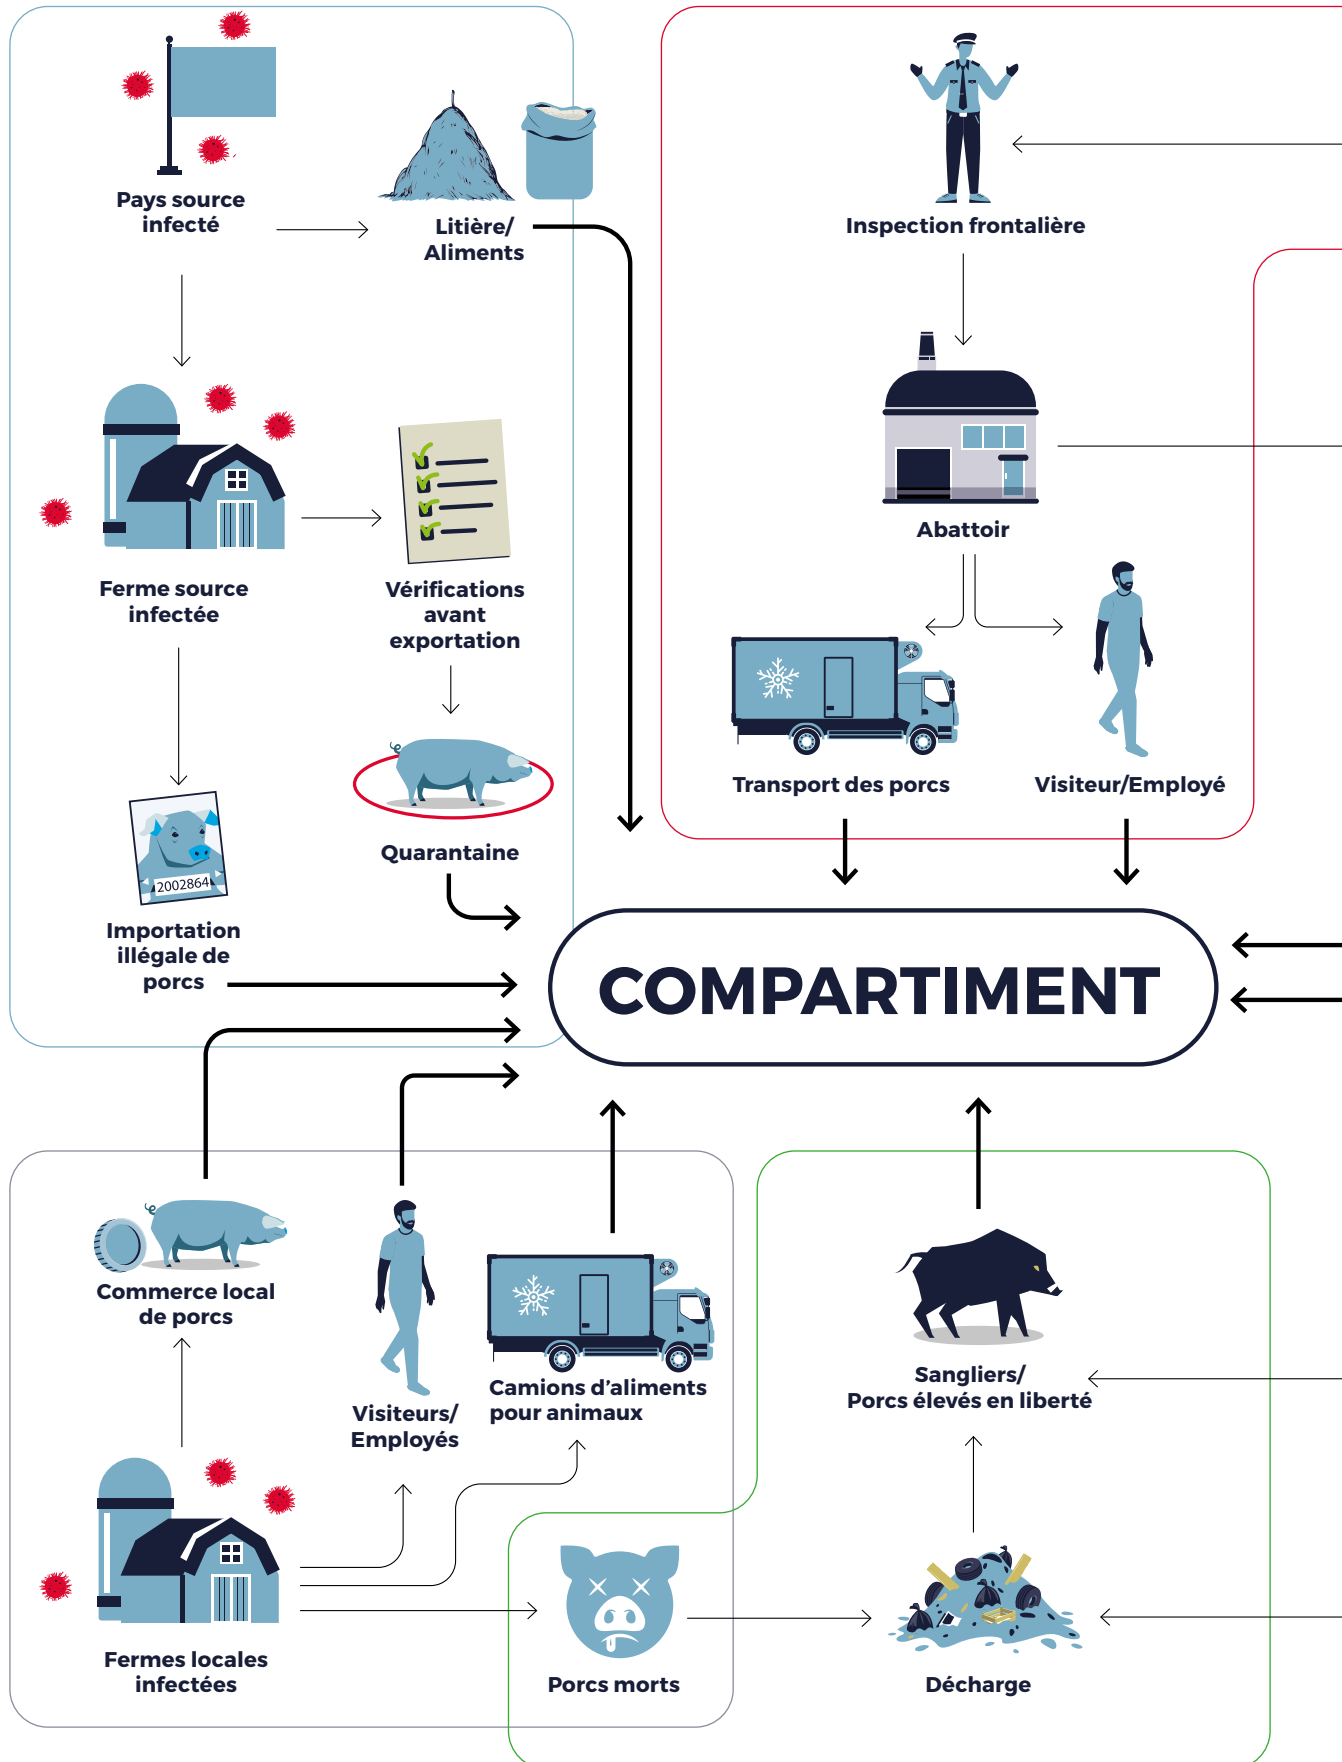 Pays source
infecté
Litière/
Aliments
Ferme source
infectée
Vérifications
avant
exportation
Quarantaine
2002864
Importation
illégale de
porcs
Inspection frontalière
Abattoir
Transport des porcs
Visiteur/Employé
COMPARTIMENT
Commerce local
de porcs
Visiteurs/
Employés
Camions d'aliments
pour animaux
Fermes locales
infectées
Porcs morts
Sangliers/
Porcs élevés en liberté
Décharge